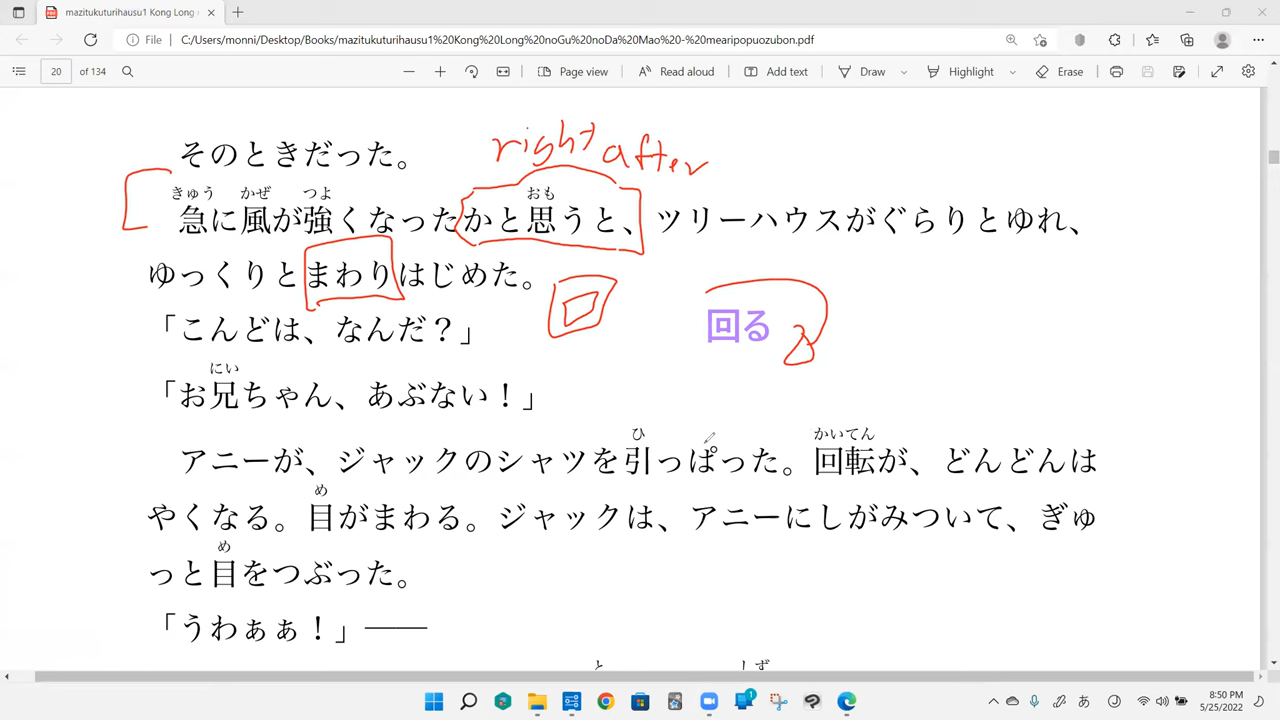 mazitukuturihausu1 Kong Long
File
C:/Users/monni/Desktop/Books/mazitukuturihausu1%20Kong%20Long%20noGu%20noDa%20Mao%20-%20mearipopuozubon.pdf
20 of 134
Page view
Read aloud
Add text
Draw
Highlight
Erase
right after
そのときだった。
きゅう かぜ つよ おも
急に風が強くなったかと思うと、ツリーハウスがぐらりとゆれ、
ゆっくりとまわりはじめた。
回
回る
「こんどは、なんだ？」
にい
「お兄ちゃん、あぶない！」
ひ かいてん
アニーが、ジャックのシャツを引っぱった。回転が、どんどんは
め
やくなる。目がまわる。ジャックは、アニーにしがみついて、ぎゅ
め
っと目をつぶった。
「うわぁぁ！」――
と しず
あ
8:50 PM
5/25/2022
1